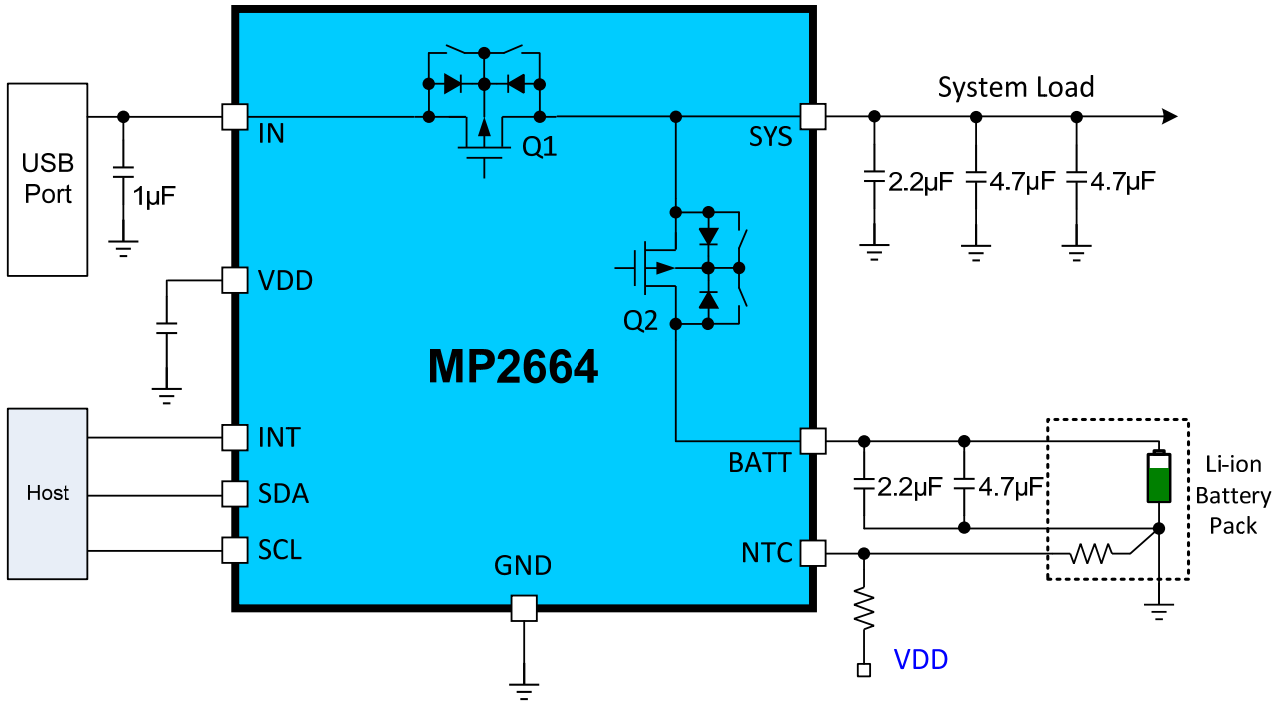 System Load
IN
Q1
SYS
USB
Port
1µF
2.2µF
4.7µF
4.7µF
VDD
Q2
MP2664
INT
BATT
Li-ion
Battery
Pack
2.2µF
4.7µF
Host
SDA
SCL
GND
NTC
VDD